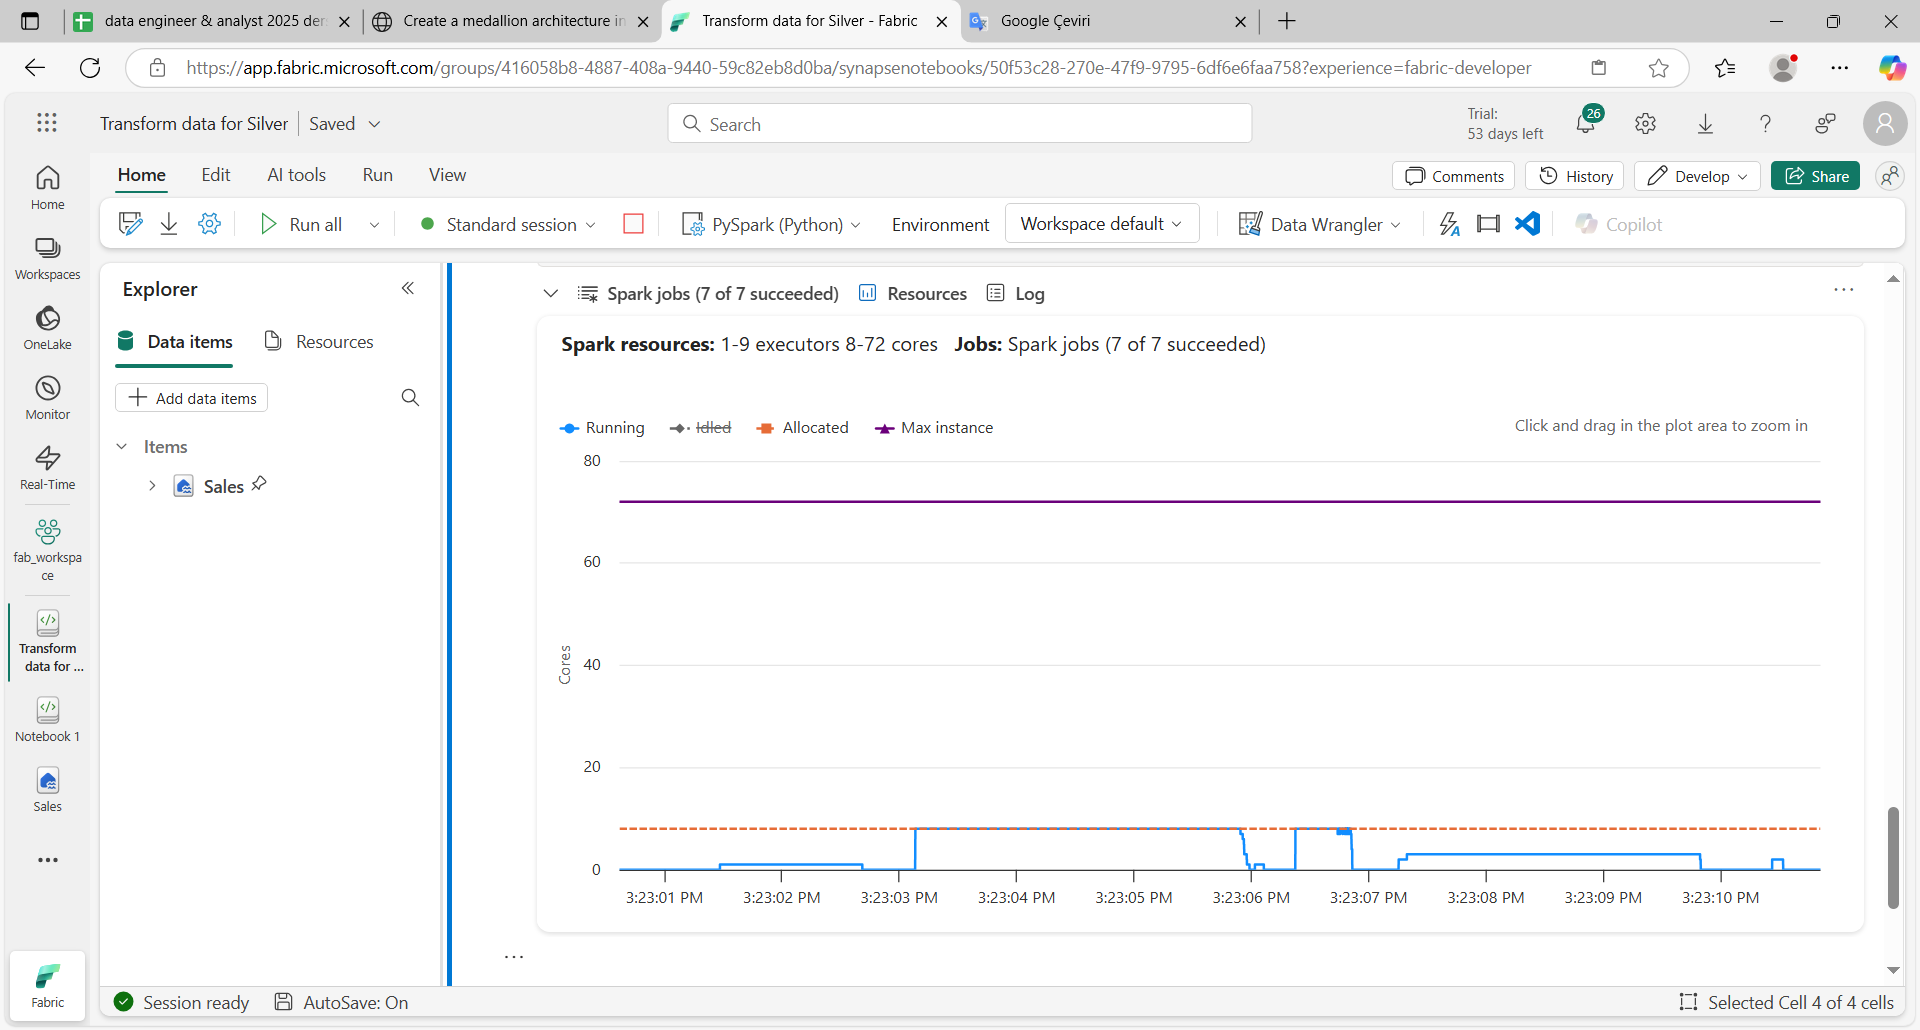 data engineer & analyst 2025 der
Create a medallion architecture in
Transform data for Silver - Fabric
Google Çeviri
https://app.fabric.microsoft.com/groups/416058b8-4887-408a-9440-59c82eb8d0ba/synapsenotebooks/50f53c28-270e-47f9-9795-6df6e6faa758?experience=fabric-developer
Transform data for Silver
Saved
Search
Trial:
53 days left
26
Home
Edit
AI tools
Run
View
Comments
History
Develop
Share
Run all
Standard session
PySpark (Python)
Environment
Workspace default
Data Wrangler
Copilot
Home
Workspaces
OneLake
Monitor
Real-Time
fab_workspa
ce
Transform
data for ...
Notebook 1
Sales
Fabric
Explorer
Data items
Resources
Add data items
Items
Sales
Spark jobs (7 of 7 succeeded)
Resources
Log
Spark resources: 1-9 executors 8-72 cores Jobs: Spark jobs (7 of 7 succeeded)
Running
Idled
Allocated
Max instance
Click and drag in the plot area to zoom in
80
60
40
20
0
Cores
3:23:01 PM
3:23:02 PM
3:23:03 PM
3:23:04 PM
3:23:05 PM
3:23:06 PM
3:23:07 PM
3:23:08 PM
3:23:09 PM
3:23:10 PM
Session ready
AutoSave: On
Selected Cell 4 of 4 cells